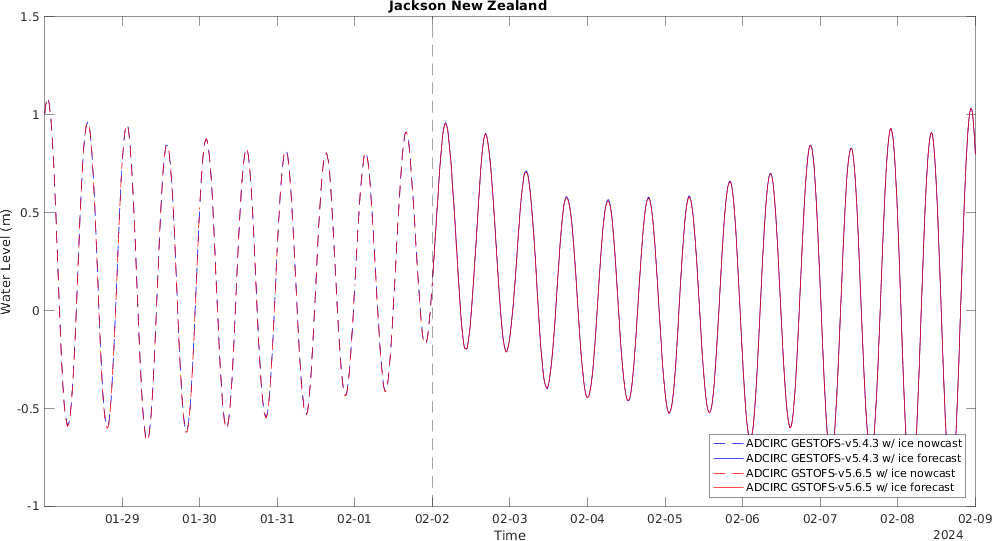 Jackson New Zealand
1.5
1
0.5
0
-0.5
-1
Water Level (m)
ADCIRC GESTOFS-v5.4.3 w/ ice nowcast
ADCIRC GESTOFS-v5.4.3 w/ ice forecast
ADCIRC GSTOFS-v5.6.5 w/ ice nowcast
ADCIRC GSTOFS-v5.6.5 w/ ice forecast
01-29 01-30 01-31 02-01 02-02 02-03 02-04 02-05 02-06 02-07 02-08 02-09
Time
2024